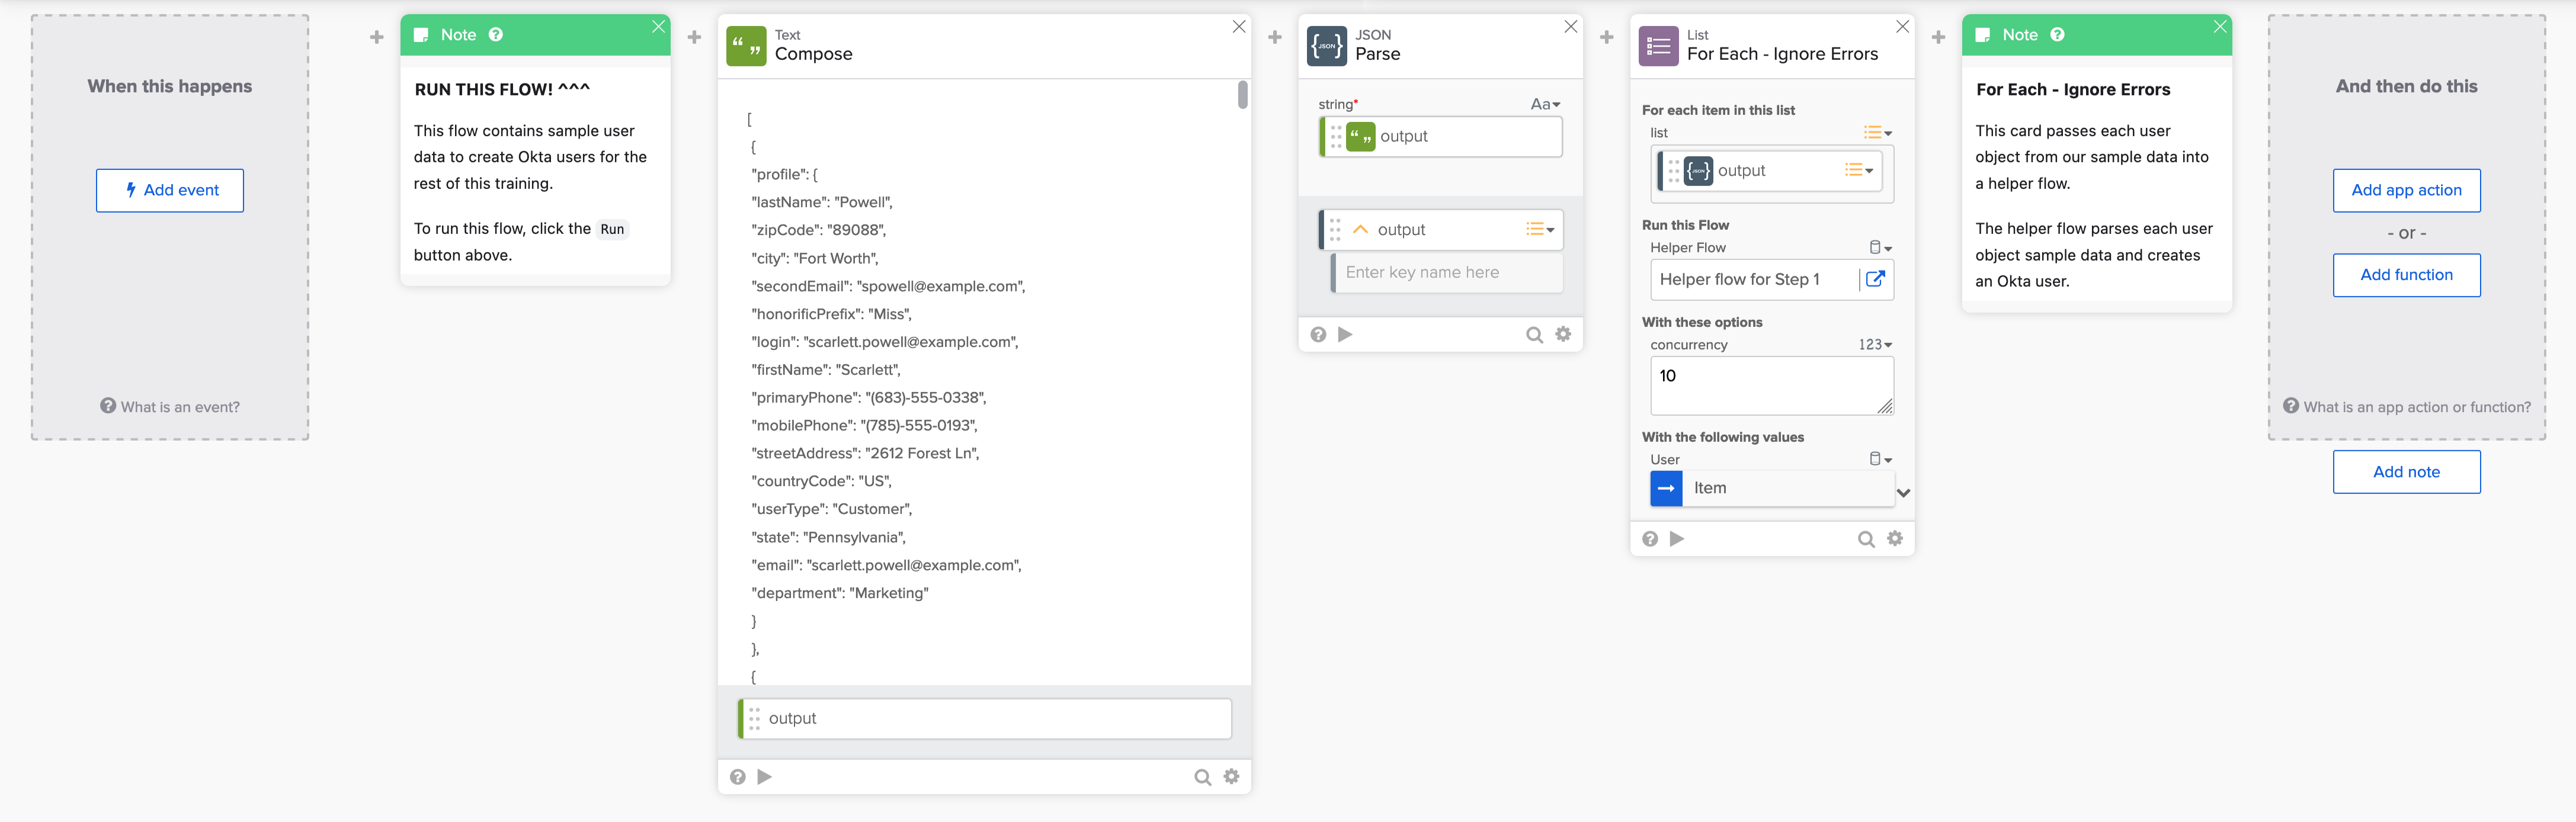 When this happens
Add event
What is an event?
Note
RUN THIS FLOW! ^^^
This flow contains sample user
data to create Okta users for the
rest of this training.
To run this flow, click the Run
button above.
Text
Compose
[
{
"profile": {
"lastName": "Powell",
"zipCode": "89088",
"city": "Fort Worth",
"secondEmail": "spowell@example.com",
"honorificPrefix": "Miss",
"login": "scarlett.powell@example.com",
"firstName": "Scarlett",
"primaryPhone": "(683)-555-0338",
"mobilePhone": "(785)-555-0193",
"streetAddress": "2612 Forest Ln",
"countryCode": "US",
"userType": "Customer",
"state": "Pennsylvania",
"email": "scarlett.powell@example.com",
"department": "Marketing"
}
},
{
output
JSON
Parse
string*
Aa
output
output
Enter key name here
List
For Each - Ignore Errors
For each item in this list
list
output
Run this Flow
Helper Flow
Helper flow for Step 1
With these options
concurrency
123
10
With the following values
User
Item
Note
For Each - Ignore Errors
This card passes each user
object from our sample data into
a helper flow.
The helper flow parses each user
object sample data and creates
an Okta user.
And then do this
Add app action
- or -
Add function
What is an app action or function?
Add note